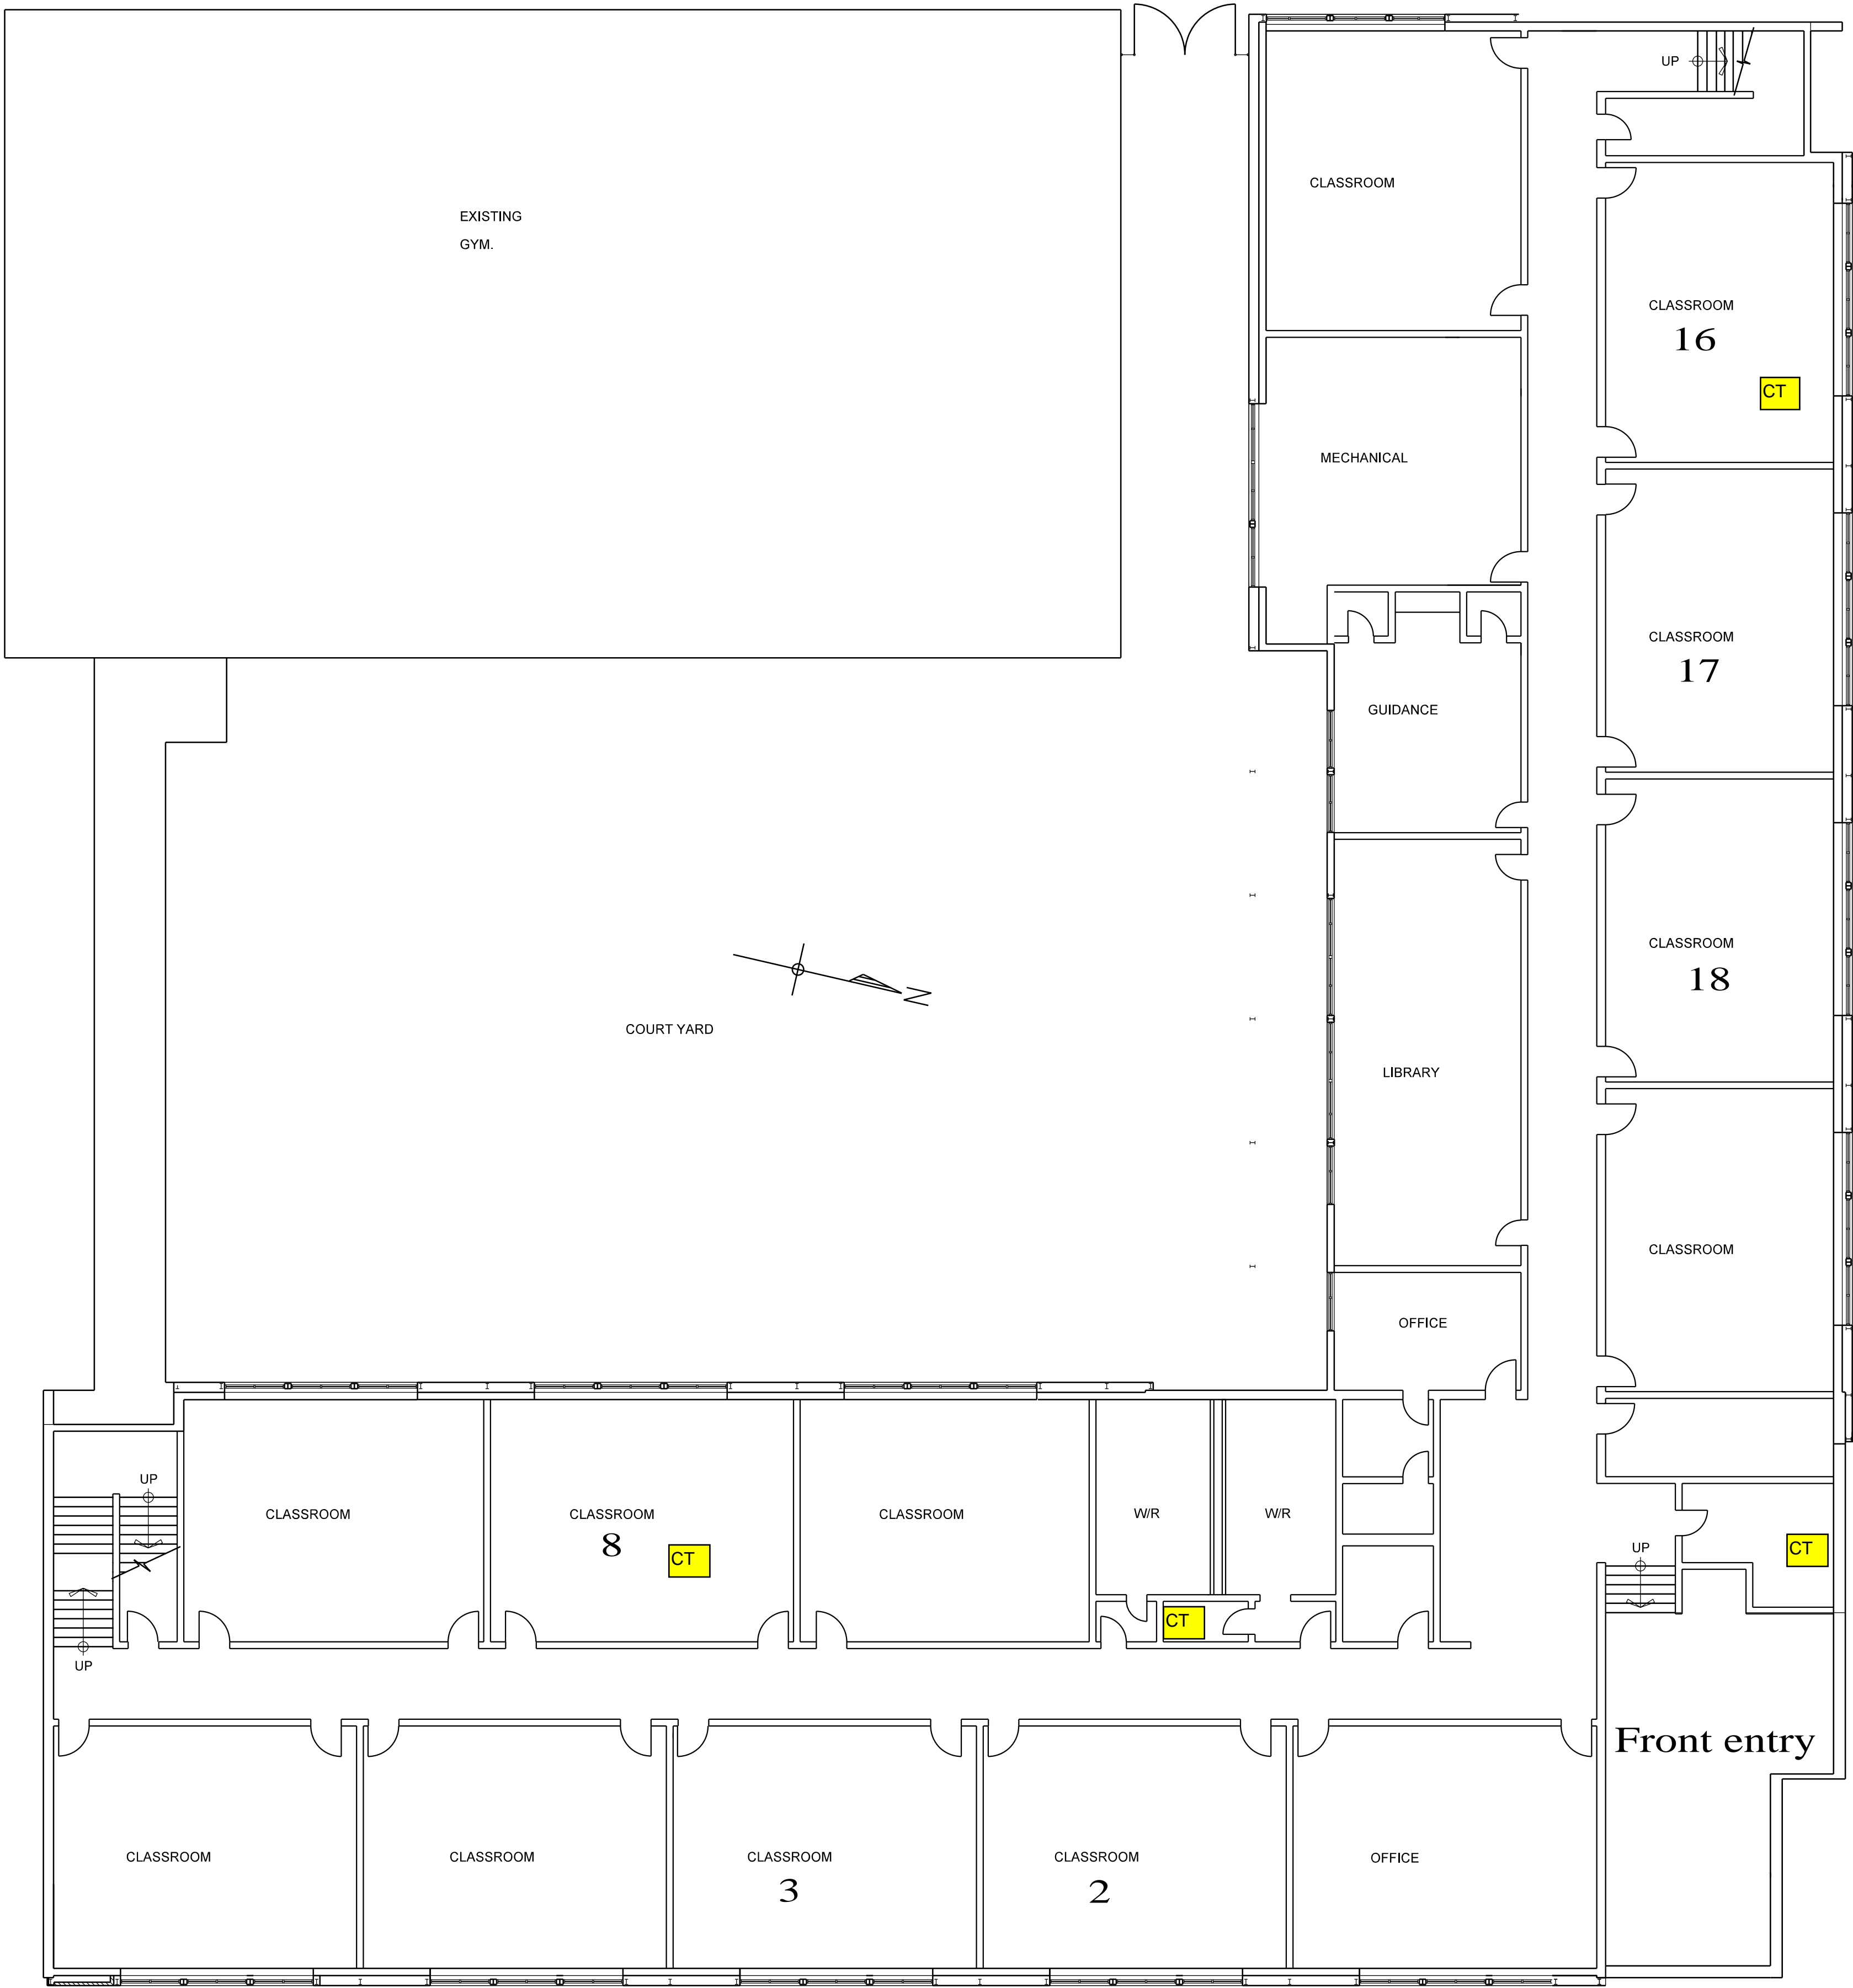 UP
CLASSROOM
EXISTING
GYM.
CLASSROOM
16
CT
MECHANICAL
CLASSROOM
17
GUIDANCE
CLASSROOM
18
N
COURT YARD
LIBRARY
CLASSROOM
OFFICE
UP
CLASSROOM
CLASSROOM
8
CT
CLASSROOM
W/R
W/R
UP
CT
CT
UP
Front entry
CLASSROOM
CLASSROOM
CLASSROOM
3
CLASSROOM
2
OFFICE